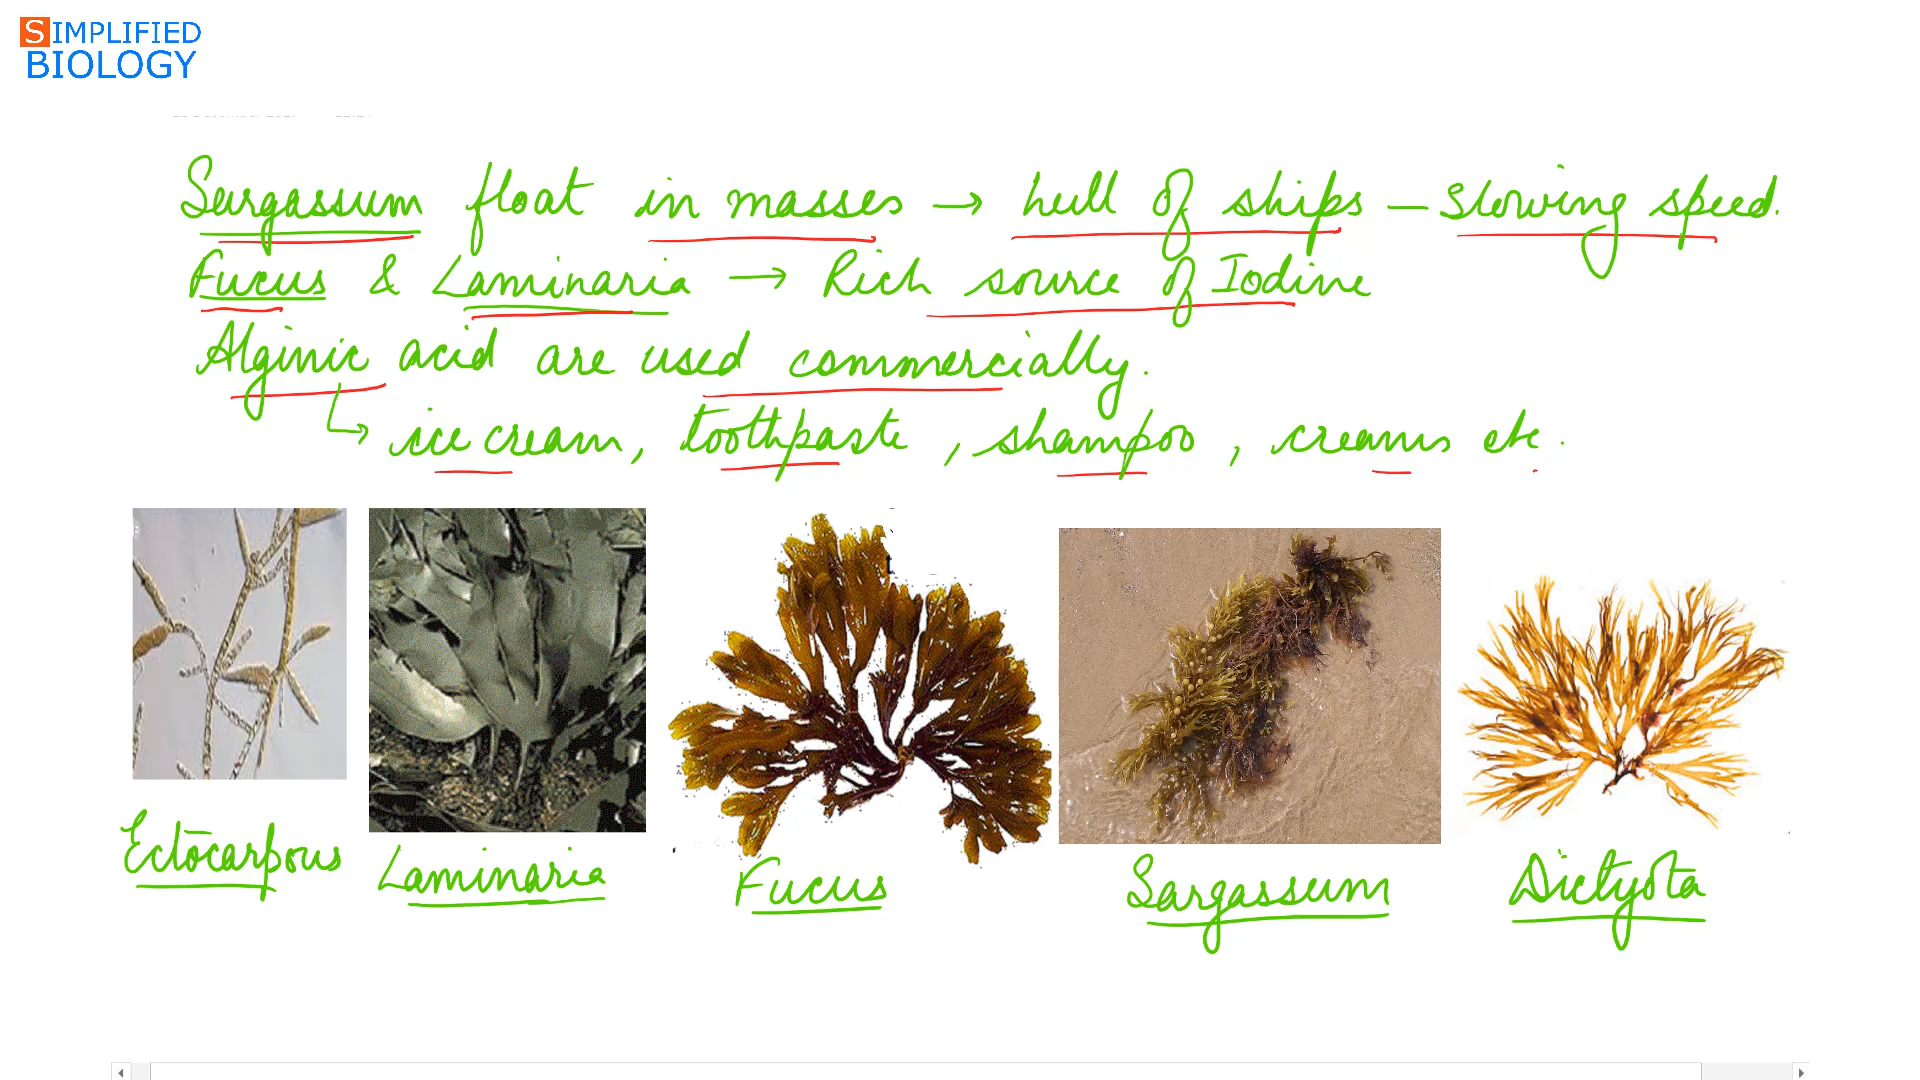 SIMPLIFIED
BIOLOGY
Sargassum float in masses → hull of ships – slowing speed.
Fucus & Laminaria → Rich source of Iodine
Alginic acid are used commercially.
↳ ice cream, toothpaste, shampoo, creams etc.
Ectocarpous
Laminaria
Fucus
Sargassum
Dictyota